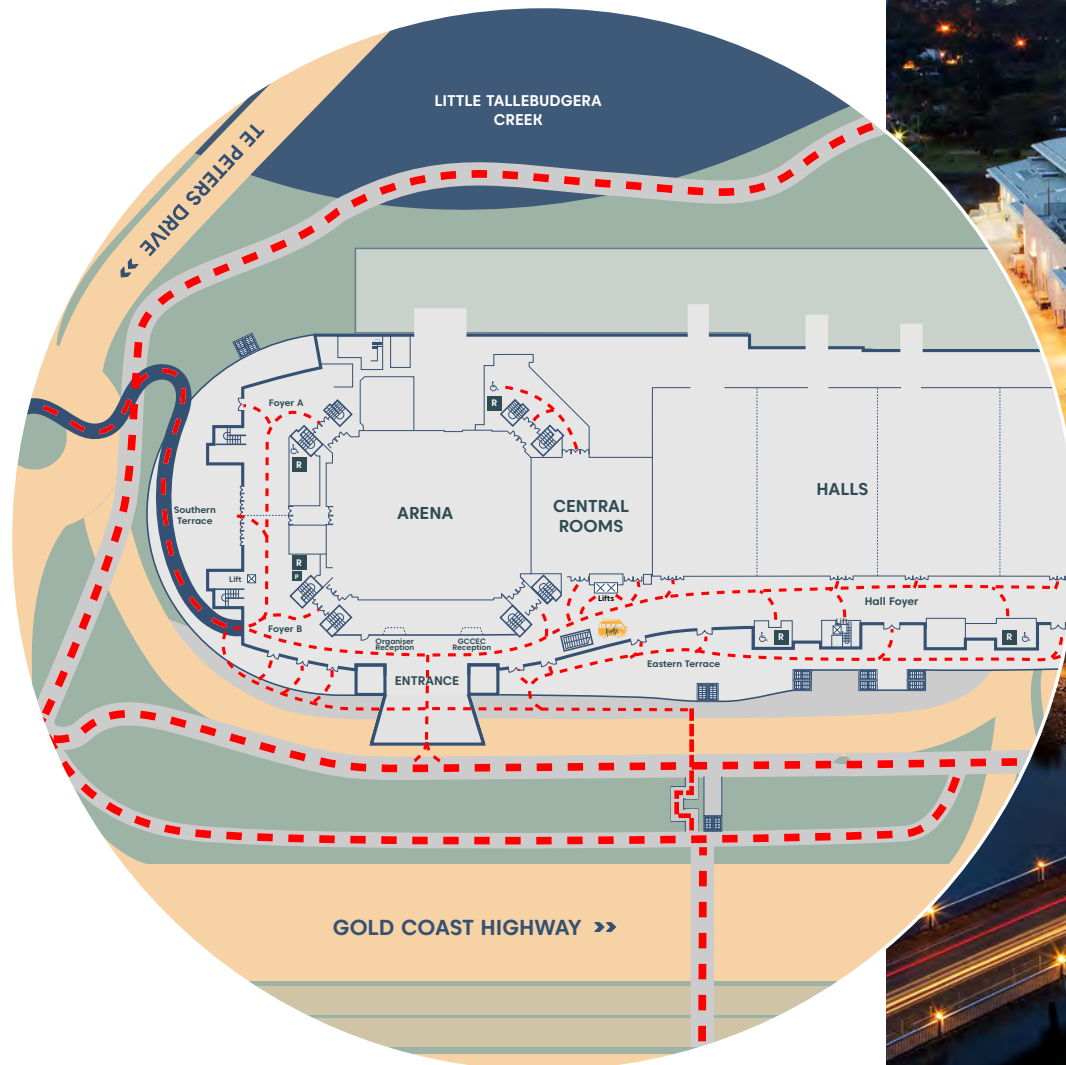 LITTLE TALLEBUDGERA
CREEK
TE PETERS DRIVE »
Foyer A
R
R
Southern
Terrace
ARENA
CENTRAL
ROOMS
HALLS
R
P
Lift
Lifts
Hall Foyer
Foyer B
Organiser
Reception
GCCEC
Reception
R
R
Eastern Terrace
ENTRANCE
GOLD COAST HIGHWAY »